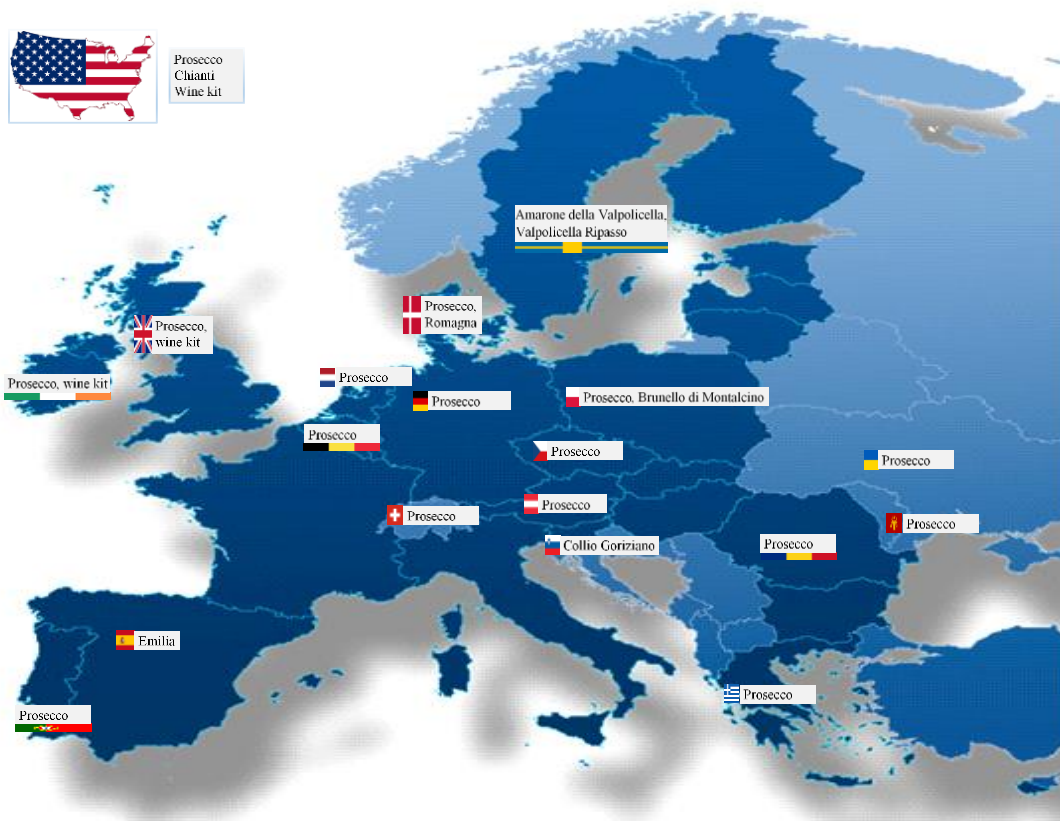 Prosecco
Chianti
Wine kit
Amarone della Valpolicella,
Valpolicella Ripasso
Prosecco,
Romagna
Prosecco,
wine kit
Prosecco, wine kit
Prosecco
Prosecco
Prosecco, Brunello di Montalcino
Prosecco
Prosecco
Prosecco
Prosecco
Prosecco
Prosecco
Collio Goriziano
Prosecco
Emilia
Prosecco
Prosecco